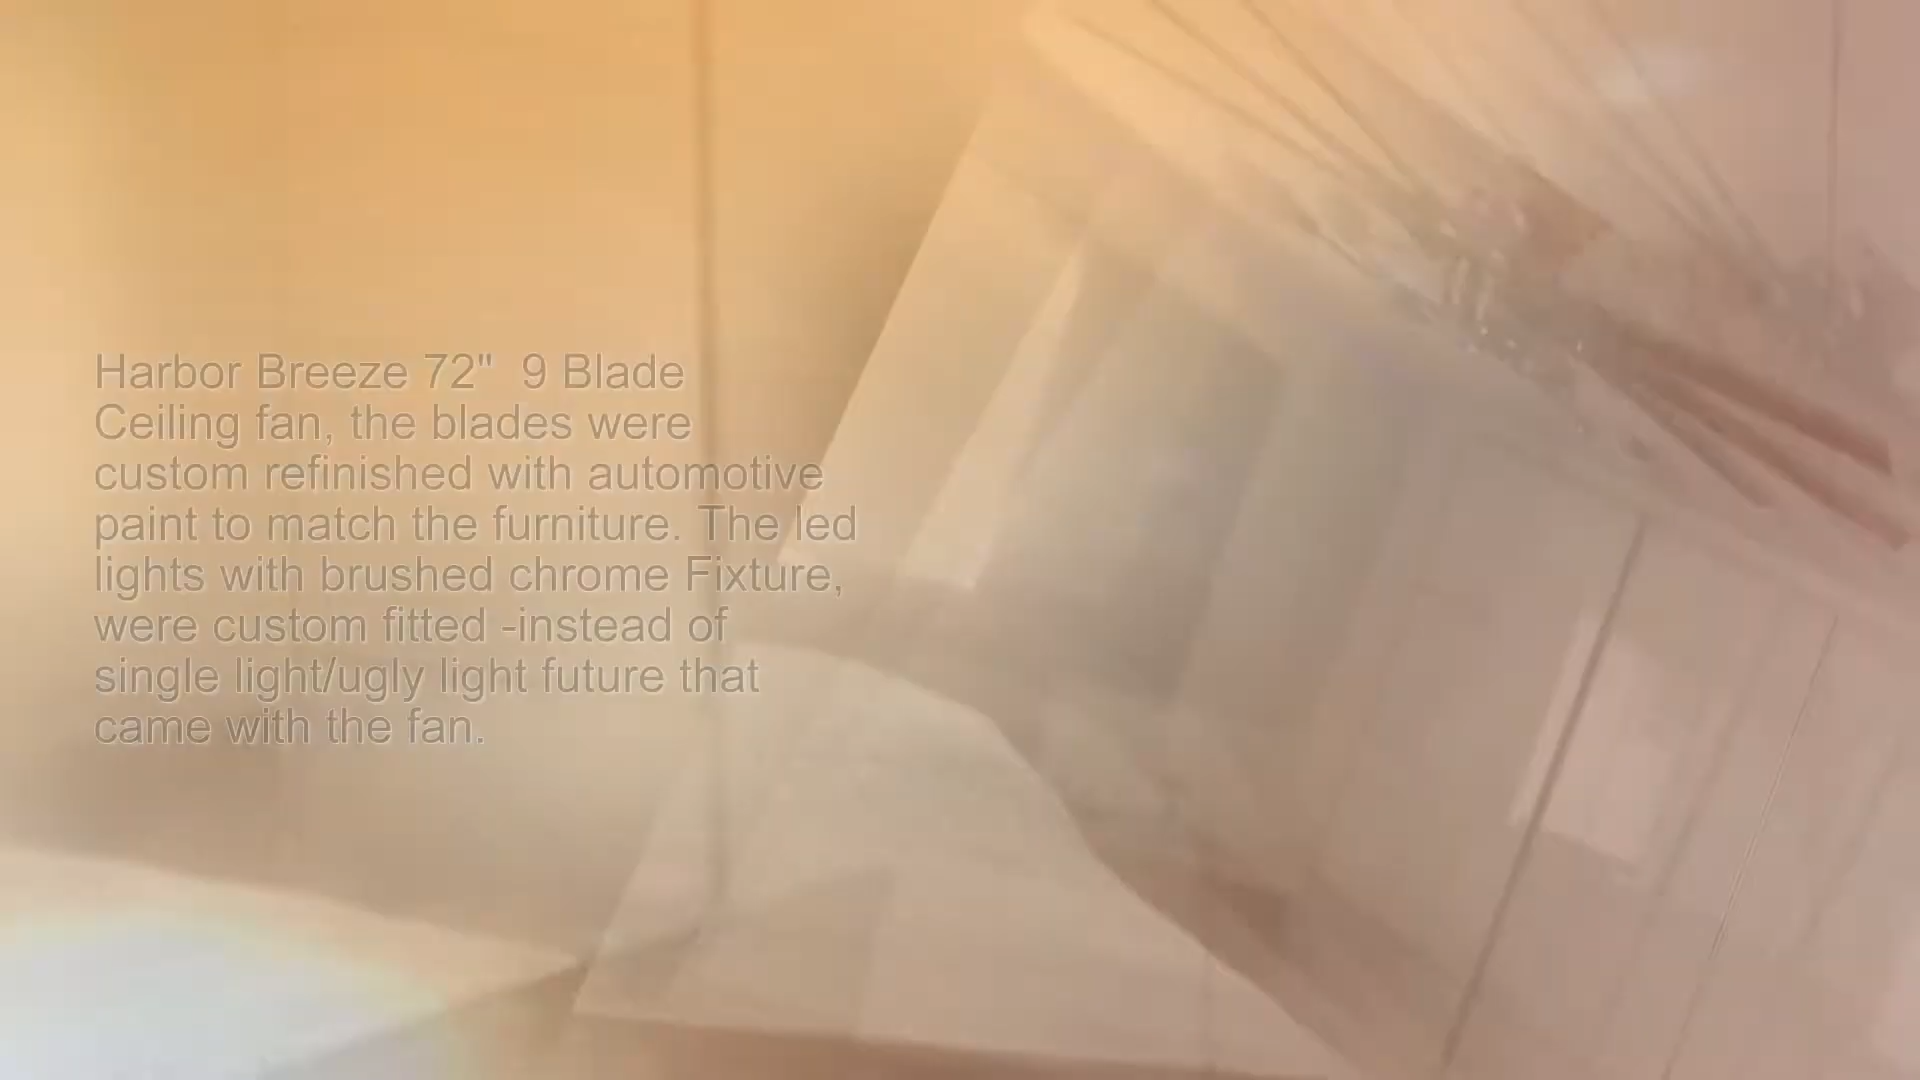 Harbor Breeze 72"  9 Blade
Ceiling fan, the blades were
custom refinished with automotive
paint to match the furniture. The led
lights with brushed chrome Fixture,
were custom fitted -instead of
single light/ugly light future that
came with the fan.